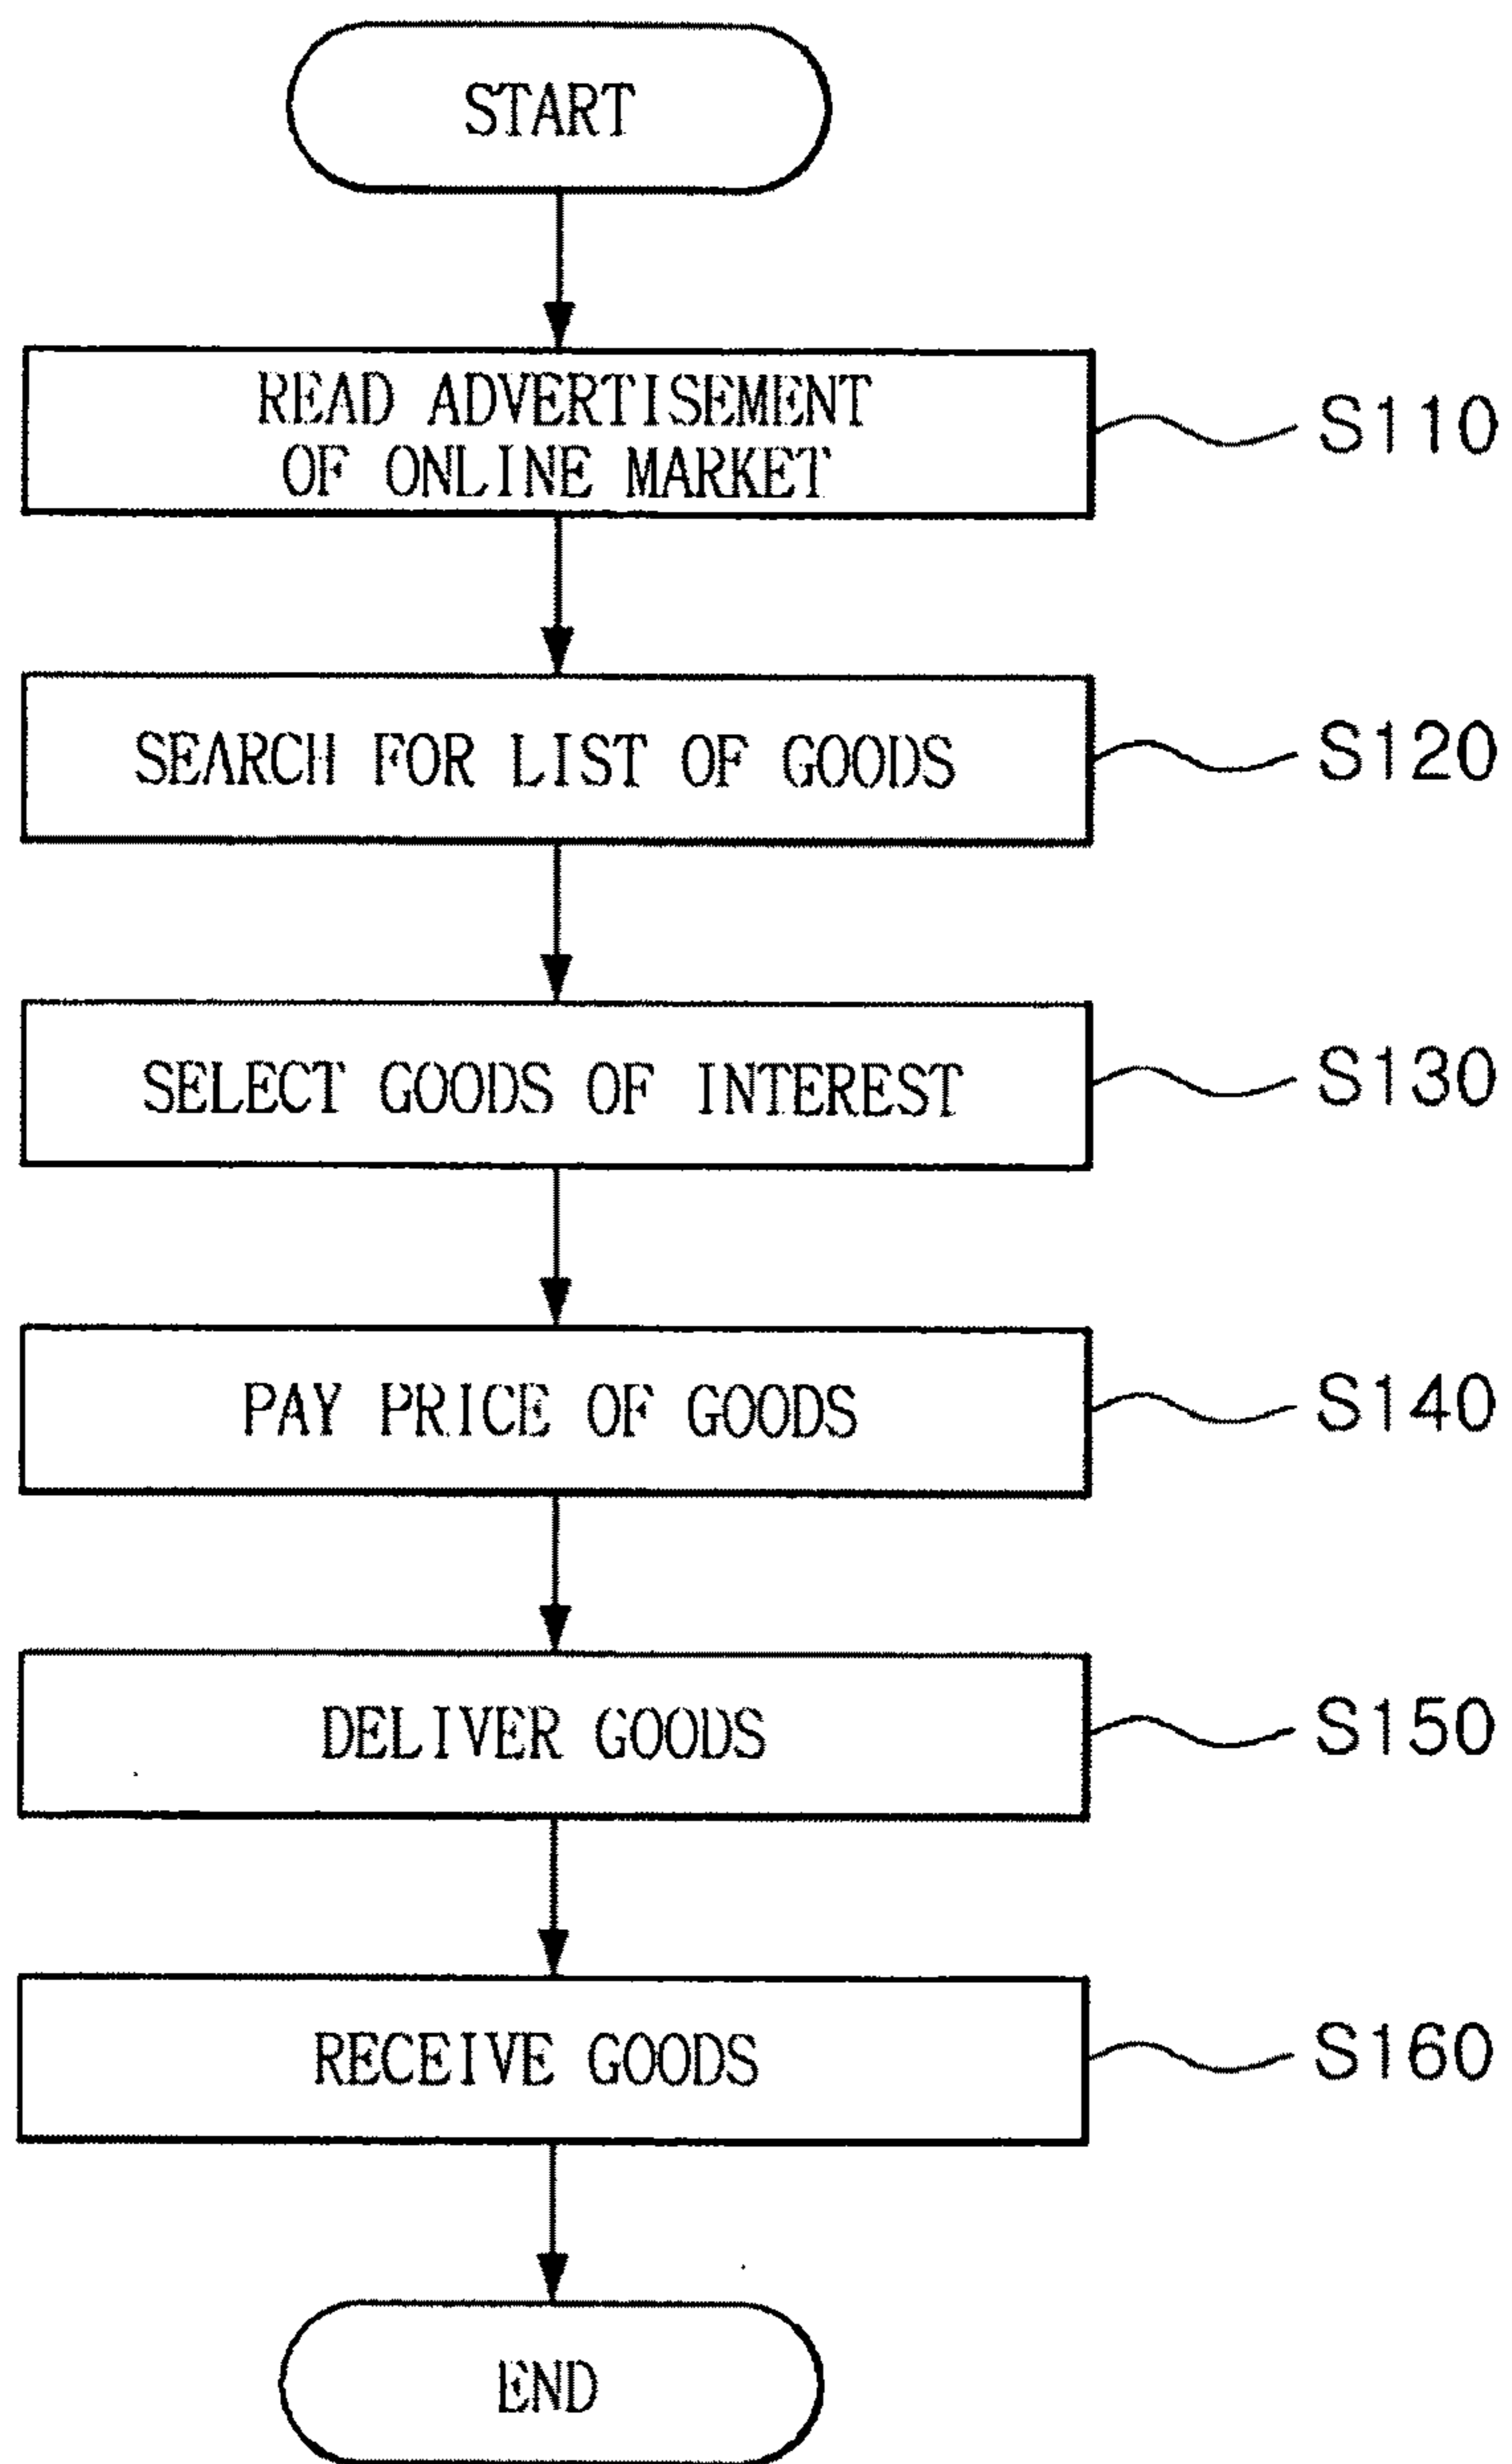 START
READ ADVERTISEMENT
OF ONLINE MARKET
S110
SEARCH FOR LIST OF GOODS
S120
SELECT GOODS OF INTEREST
S130
PAY PRICE OF GOODS
S140
DELIVER GOODS
S150
RECEIVE GOODS
S160
END